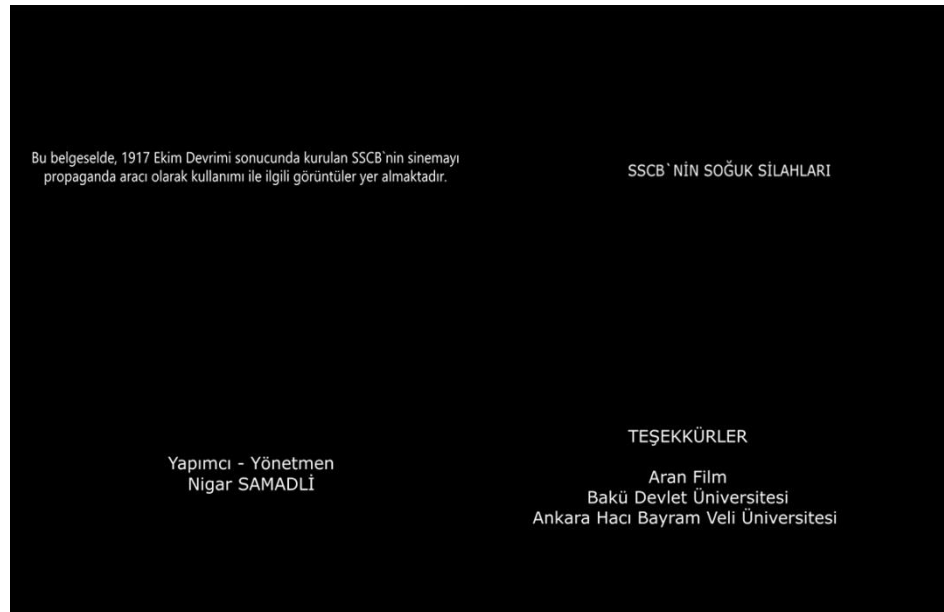 Bu belgeselde, 1917 Ekim Devrimi sonucunda kurulan SSCB`nin sinemayı
propaganda aracı olarak kullanımı ile ilgili görüntüler yer almaktadır.
SSCB`NİN SOĞUK SİLAHLARI
Yapımcı - Yönetmen
Nigar SAMADLİ
TEŞEKKÜRLER
Aran Film
Bakü Devlet Üniversitesi
Ankara Hacı Bayram Veli Üniversitesi